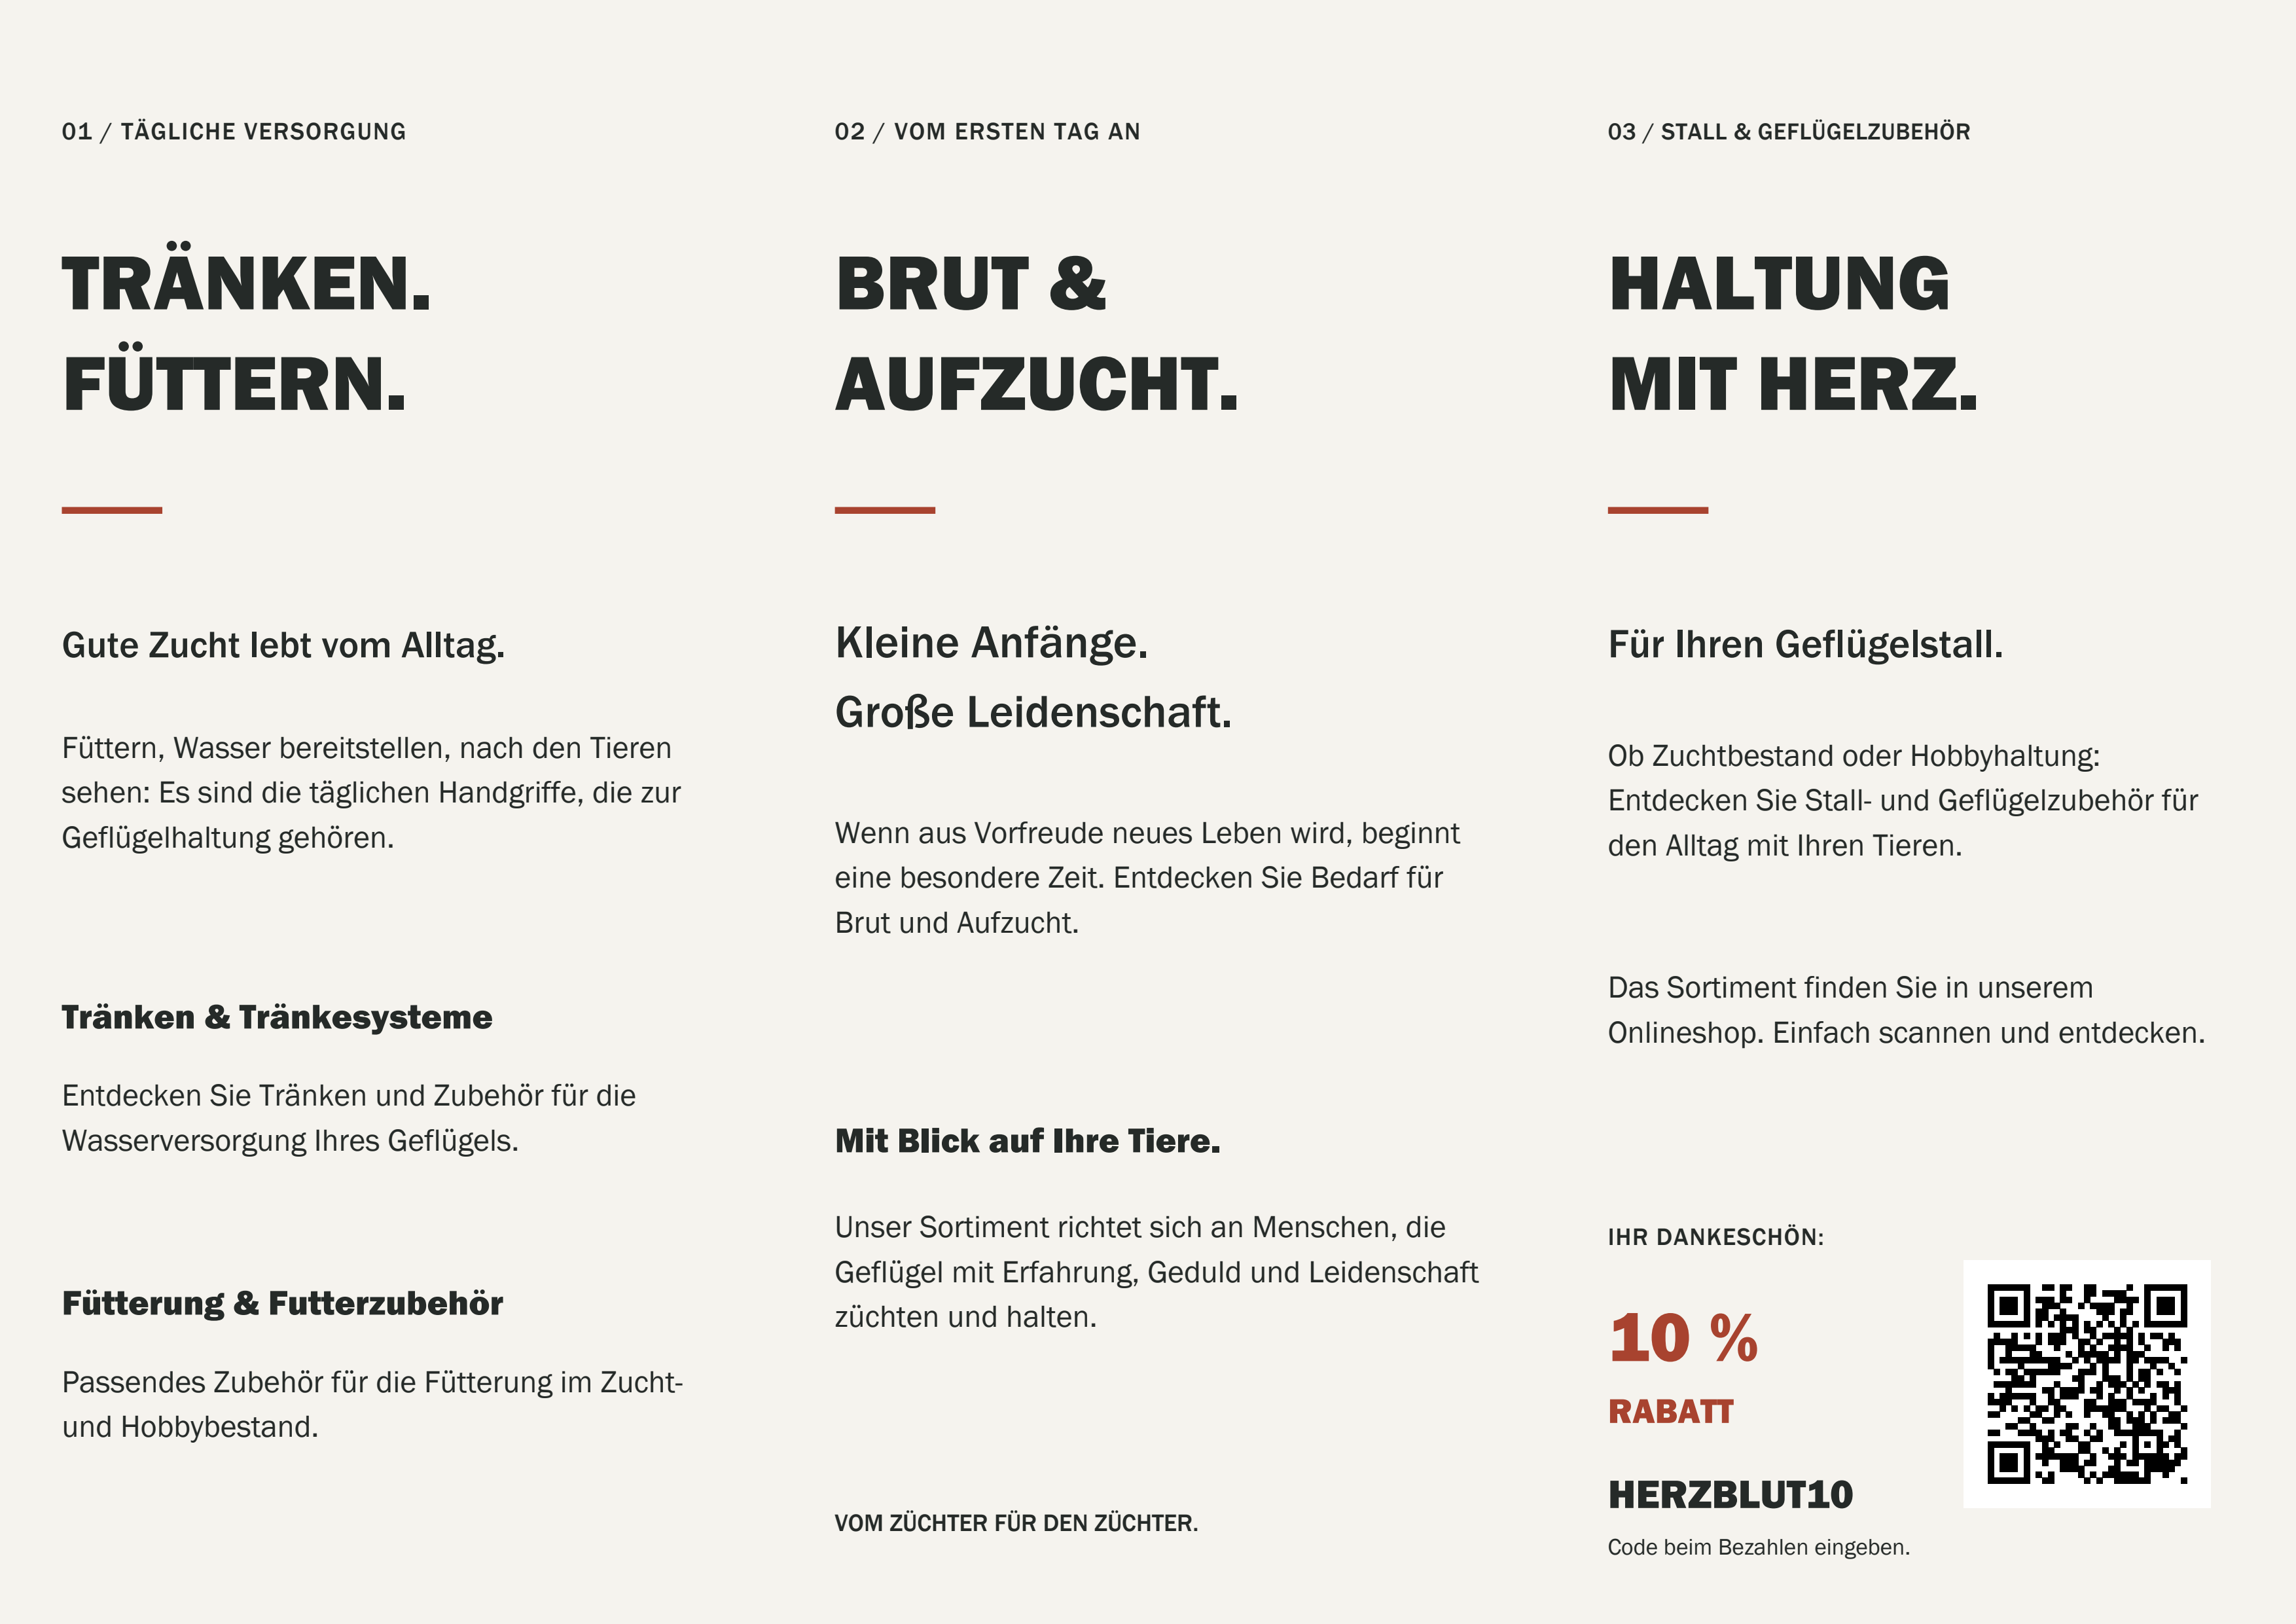 01 / TÄGLICHE VERSORGUNG
TRÄNKEN.
FÜTTERN.
Gute Zucht lebt vom Alltag.
Füttern, Wasser bereitstellen, nach den Tieren
sehen: Es sind die täglichen Handgriffe, die zur
Geflügelhaltung gehören.
Tränken & Tränkesysteme
Entdecken Sie Tränken und Zubehör für die
Wasserversorgung Ihres Geflügels.
Fütterung & Futterzubehör
Passendes Zubehör für die Fütterung im Zucht-
und Hobbybestand.
02 / VOM ERSTEN TAG AN
BRUT &
AUFZUCHT.
Kleine Anfänge.
Große Leidenschaft.
Wenn aus Vorfreude neues Leben wird, beginnt
eine besondere Zeit. Entdecken Sie Bedarf für
Brut und Aufzucht.
Mit Blick auf Ihre Tiere.
Unser Sortiment richtet sich an Menschen, die
Geflügel mit Erfahrung, Geduld und Leidenschaft
züchten und halten.
VOM ZÜCHTER FÜR DEN ZÜCHTER.
03 / STALL & GEFLÜGELZUBEHÖR
HALTUNG
MIT HERZ.
Für Ihren Geflügelstall.
Ob Zuchtbestand oder Hobbyhaltung:
Entdecken Sie Stall- und Geflügelzubehör für
den Alltag mit Ihren Tieren.
Das Sortiment finden Sie in unserem
Onlineshop. Einfach scannen und entdecken.
IHR DANKESCHÖN:
10 %
RABATT
HERZBLUT10
Code beim Bezahlen eingeben.